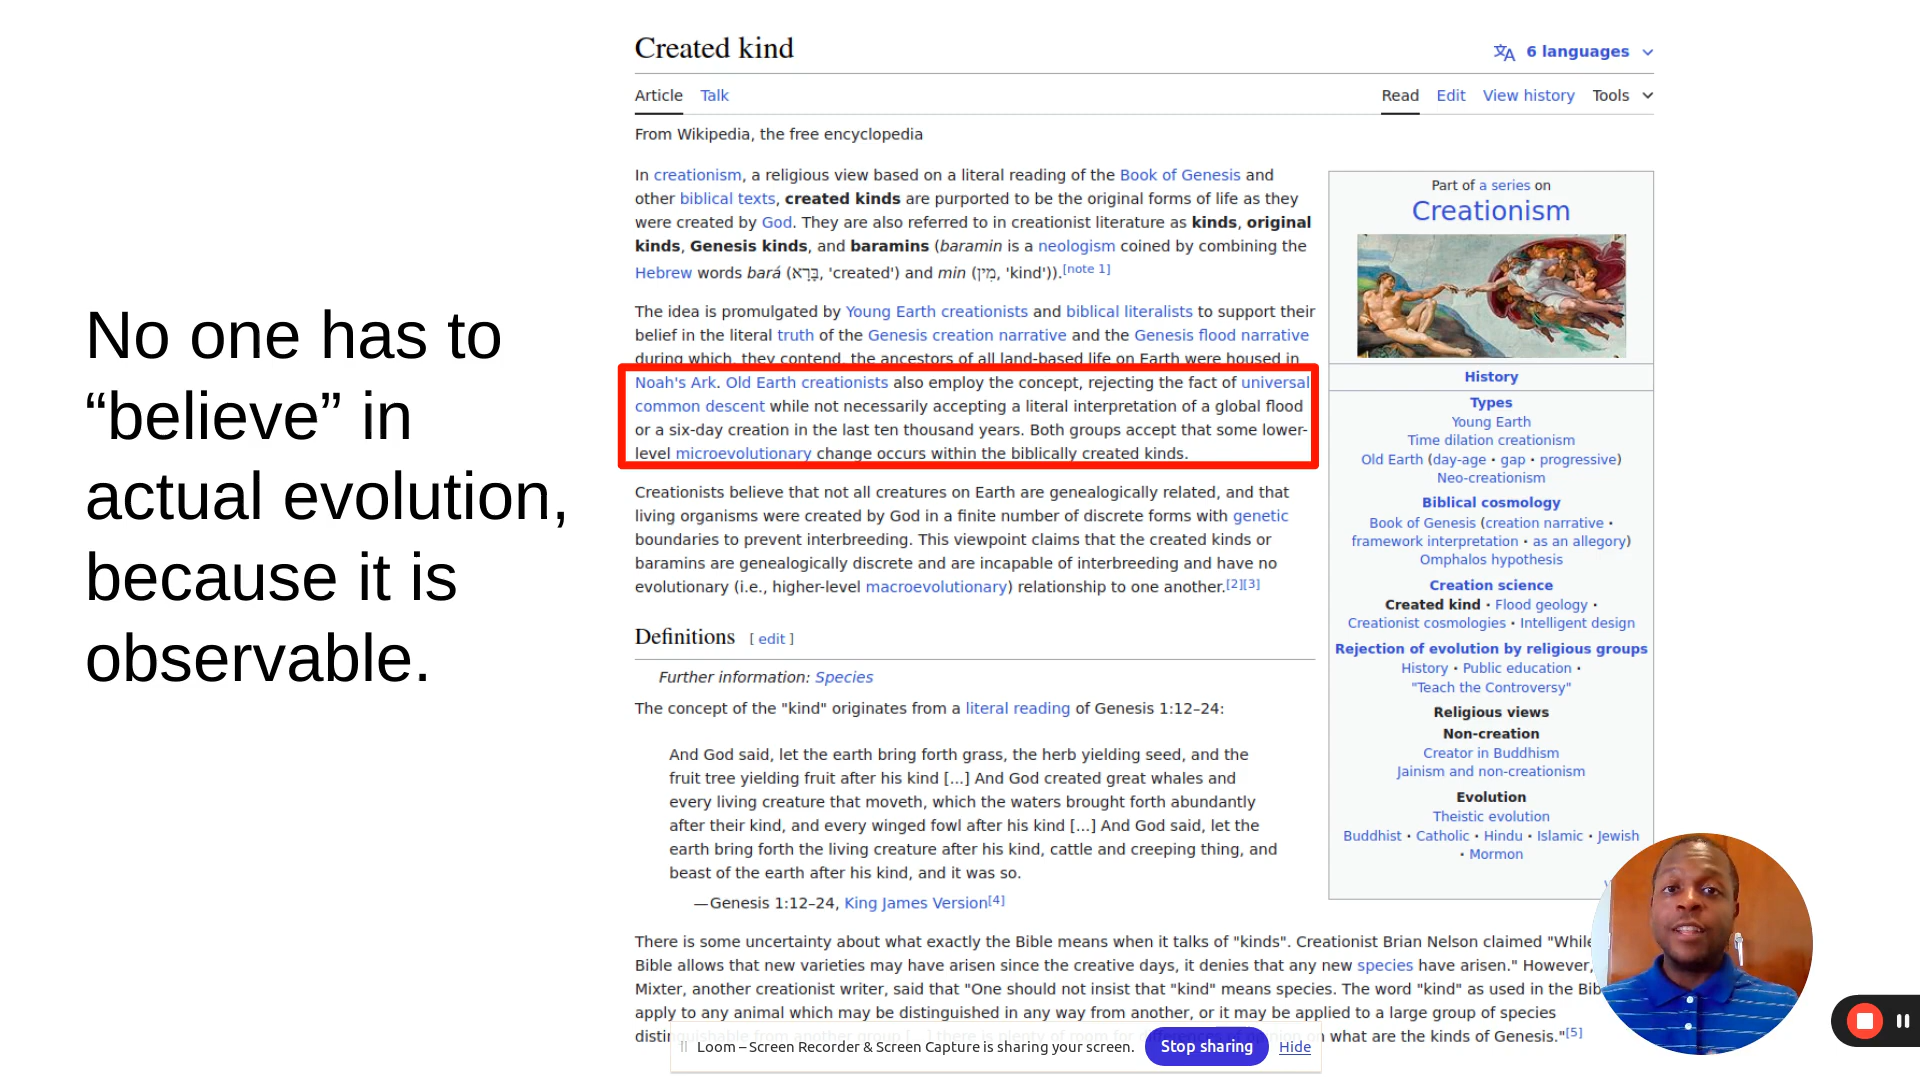 No one has to
“believe” in
actual evolution,
because it is
observable.
Created kind
6 languages
Article Talk
Read Edit View history Tools
From Wikipedia, the free encyclopedia
In creationism, a religious view based on a literal reading of the Book of Genesis and
other biblical texts, created kinds are purported to be the original forms of life as they
were created by God. They are also referred to in creationist literature as kinds, original
kinds, Genesis kinds, and baramins (baramin is a neologism coined by combining the
Hebrew words bará (בָּרָא, 'created') and min (מִין, 'kind')).[note 1]
The idea is promulgated by Young Earth creationists and biblical literalists to support their
belief in the literal truth of the Genesis creation narrative and the Genesis flood narrative
during which, they contend, the ancestors of all land-based life on Earth were housed in
Noah's Ark. Old Earth creationists also employ the concept, rejecting the fact of universal
common descent while not necessarily accepting a literal interpretation of a global flood
or a six-day creation in the last ten thousand years. Both groups accept that some lower-
level microevolutionary change occurs within the biblically created kinds.
Creationists believe that not all creatures on Earth are genealogically related, and that
living organisms were created by God in a finite number of discrete forms with genetic
boundaries to prevent interbreeding. This viewpoint claims that the created kinds or
baramins are genealogically discrete and are incapable of interbreeding and have no
evolutionary (i.e., higher-level macroevolutionary) relationship to one another.[2][3]
Definitions [ edit ]
Further information: Species
The concept of the "kind" originates from a literal reading of Genesis 1:12–24:
And God said, let the earth bring forth grass, the herb yielding seed, and the
fruit tree yielding fruit after his kind [...] And God created great whales and
every living creature that moveth, which the waters brought forth abundantly
after their kind, and every winged fowl after his kind [...] And God said, let the
earth bring forth the living creature after his kind, cattle and creeping thing, and
beast of the earth after his kind, and it was so.
—Genesis 1:12–24, King James Version[4]
There is some uncertainty about what exactly the Bible means when it talks of "kinds". Creationist Brian Nelson claimed "While
Bible allows that new varieties may have arisen since the creative days, it denies that any new species have arisen." However,
Mixter, another creationist writer, said that "One should not insist that "kind" means species. The word "kind" as used in the Bib
apply to any animal which may be distinguished in any way from another, or it may be applied to a large group of species
distinguishable from another group [...] there is plenty of room for differences of opinion on what are the kinds of Genesis."[5]
Part of a series on
Creationism
History
Types
Young Earth
Time dilation creationism
Old Earth (day-age • gap • progressive)
Neo-creationism
Biblical cosmology
Book of Genesis (creation narrative •
framework interpretation • as an allegory)
Omphalos hypothesis
Creation science
Created kind • Flood geology •
Creationist cosmologies • Intelligent design
Rejection of evolution by religious groups
History • Public education •
"Teach the Controversy"
Religious views
Non-creation
Creator in Buddhism
Jainism and non-creationism
Evolution
Theistic evolution
Buddhist • Catholic • Hindu • Islamic • Jewish
• Mormon
Loom – Screen Recorder & Screen Capture is sharing your screen. Stop sharing Hide